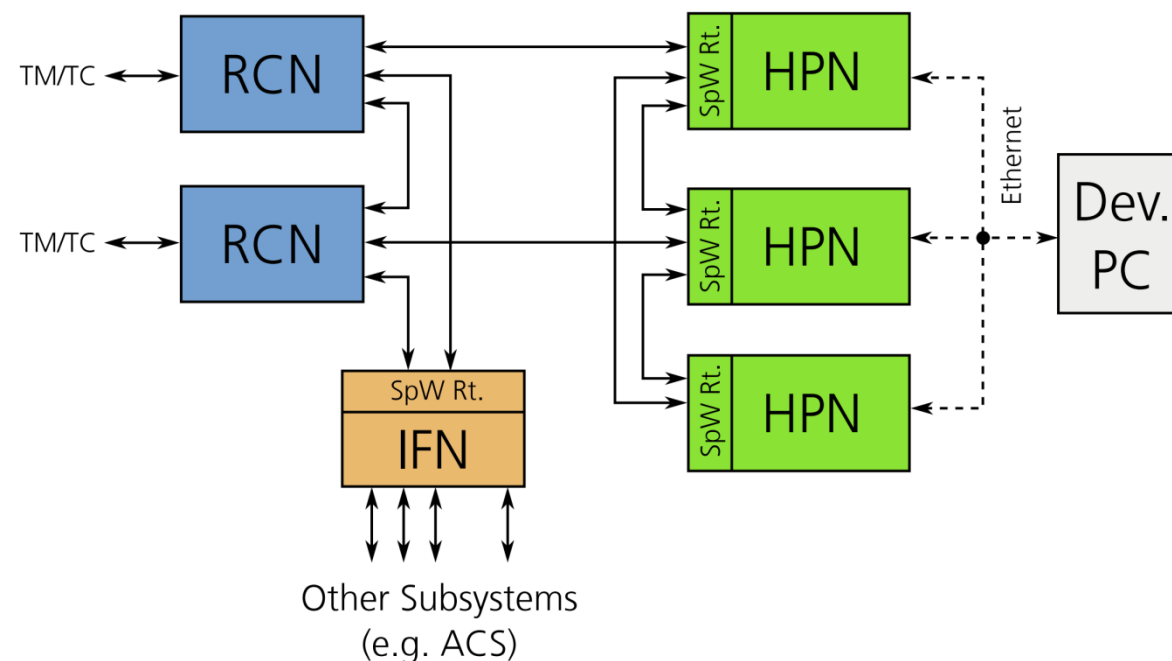 TM/TC
RCN
SpW Rt.
HPN
Ethernet
Dev.
PC
TM/TC
RCN
SpW Rt.
HPN
SpW Rt.
HPN
SpW Rt.
IFN
Other Subsystems
(e.g. ACS)